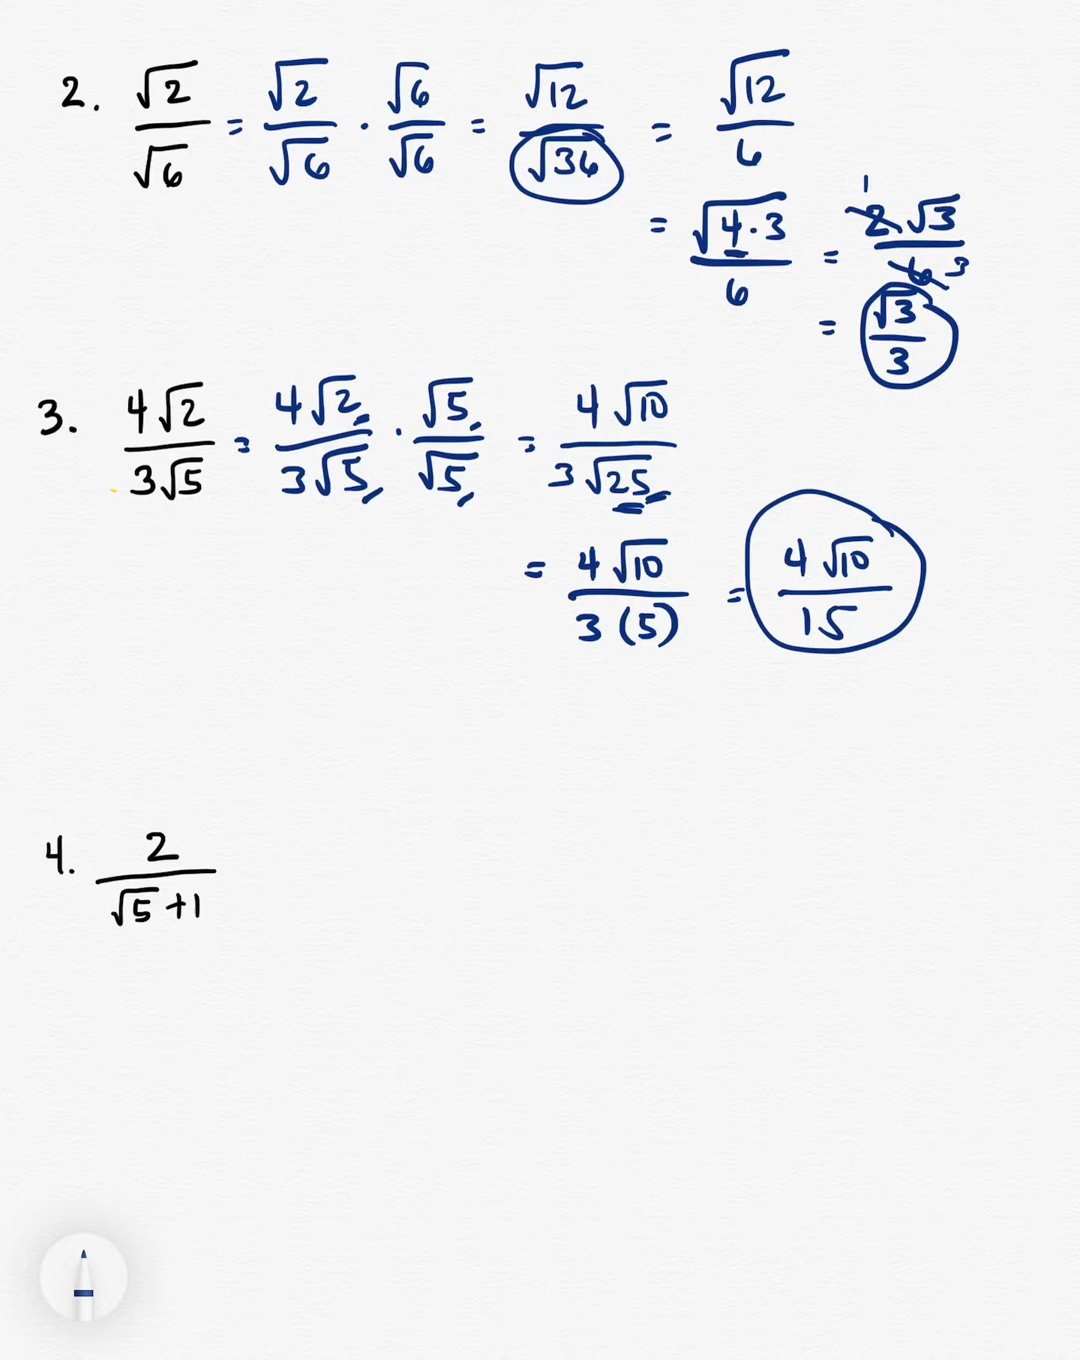 2. √2/√6 = √2/√6 · √6/√6 = √12/√36 = √12/6
= √4·3/6 = 2√3/6 1 3
= √3/3
3. 4√2/3√5 = 4√2/3√5 · √5/√5 = 4√10/3√25
= 4√10/3(5) = 4√10/15
4. 2/√5+1